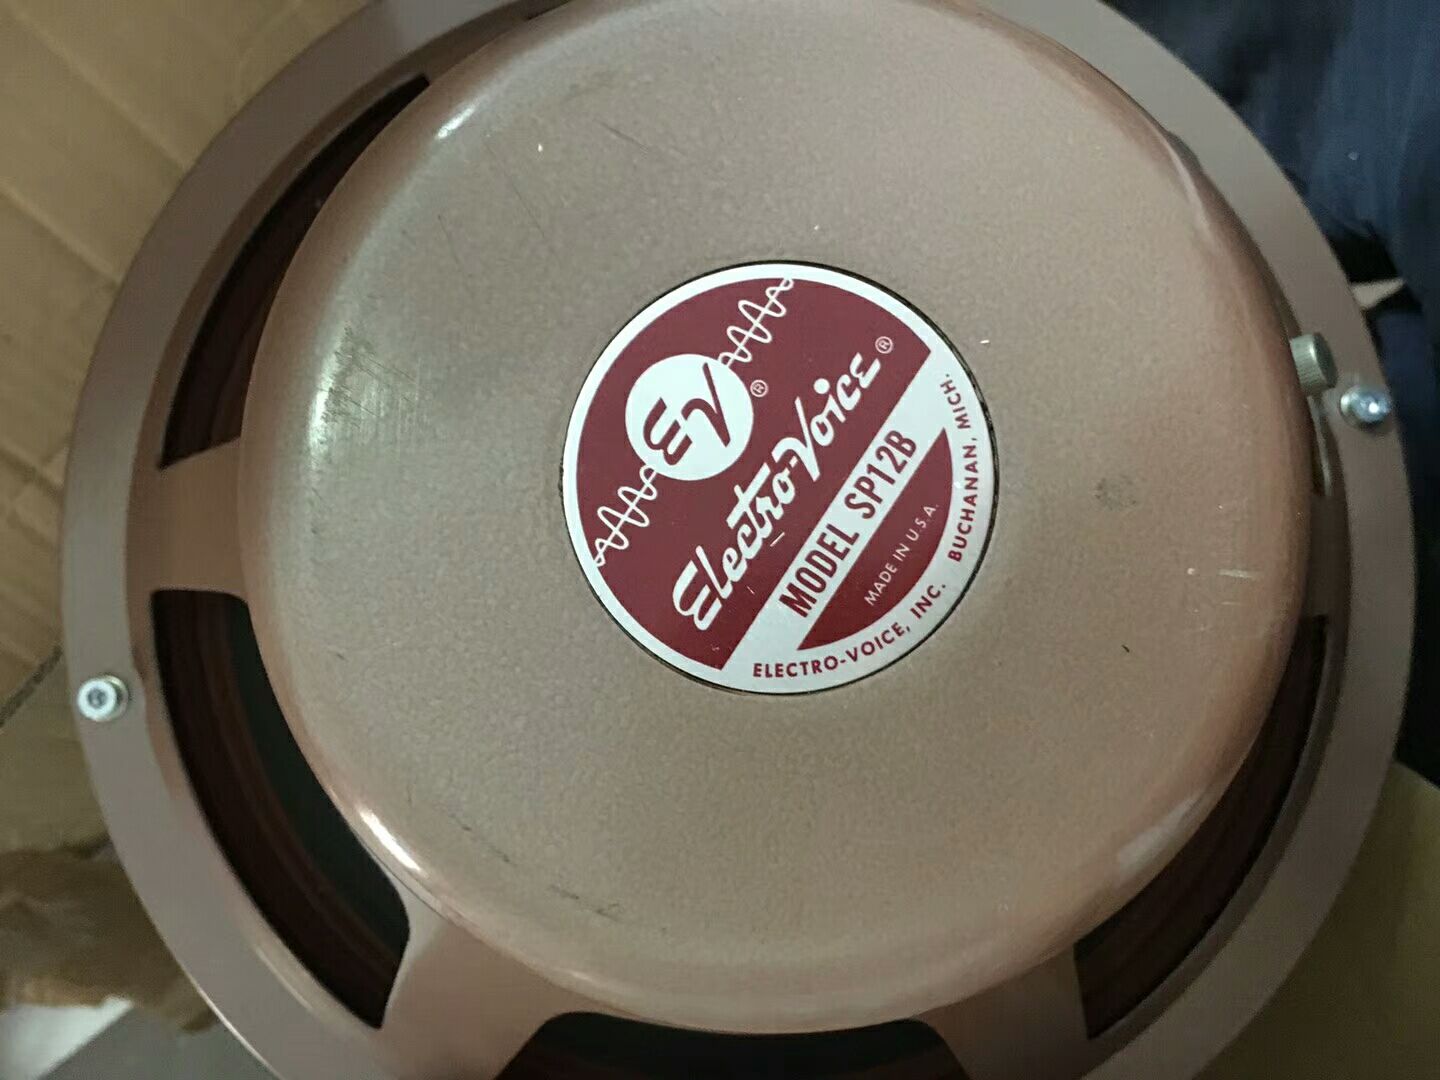 EV®
Electro-Voice®
MODEL SP12B
MADE IN U.S.A.
ELECTRO-VOICE, INC. BUCHANAN, MICH.